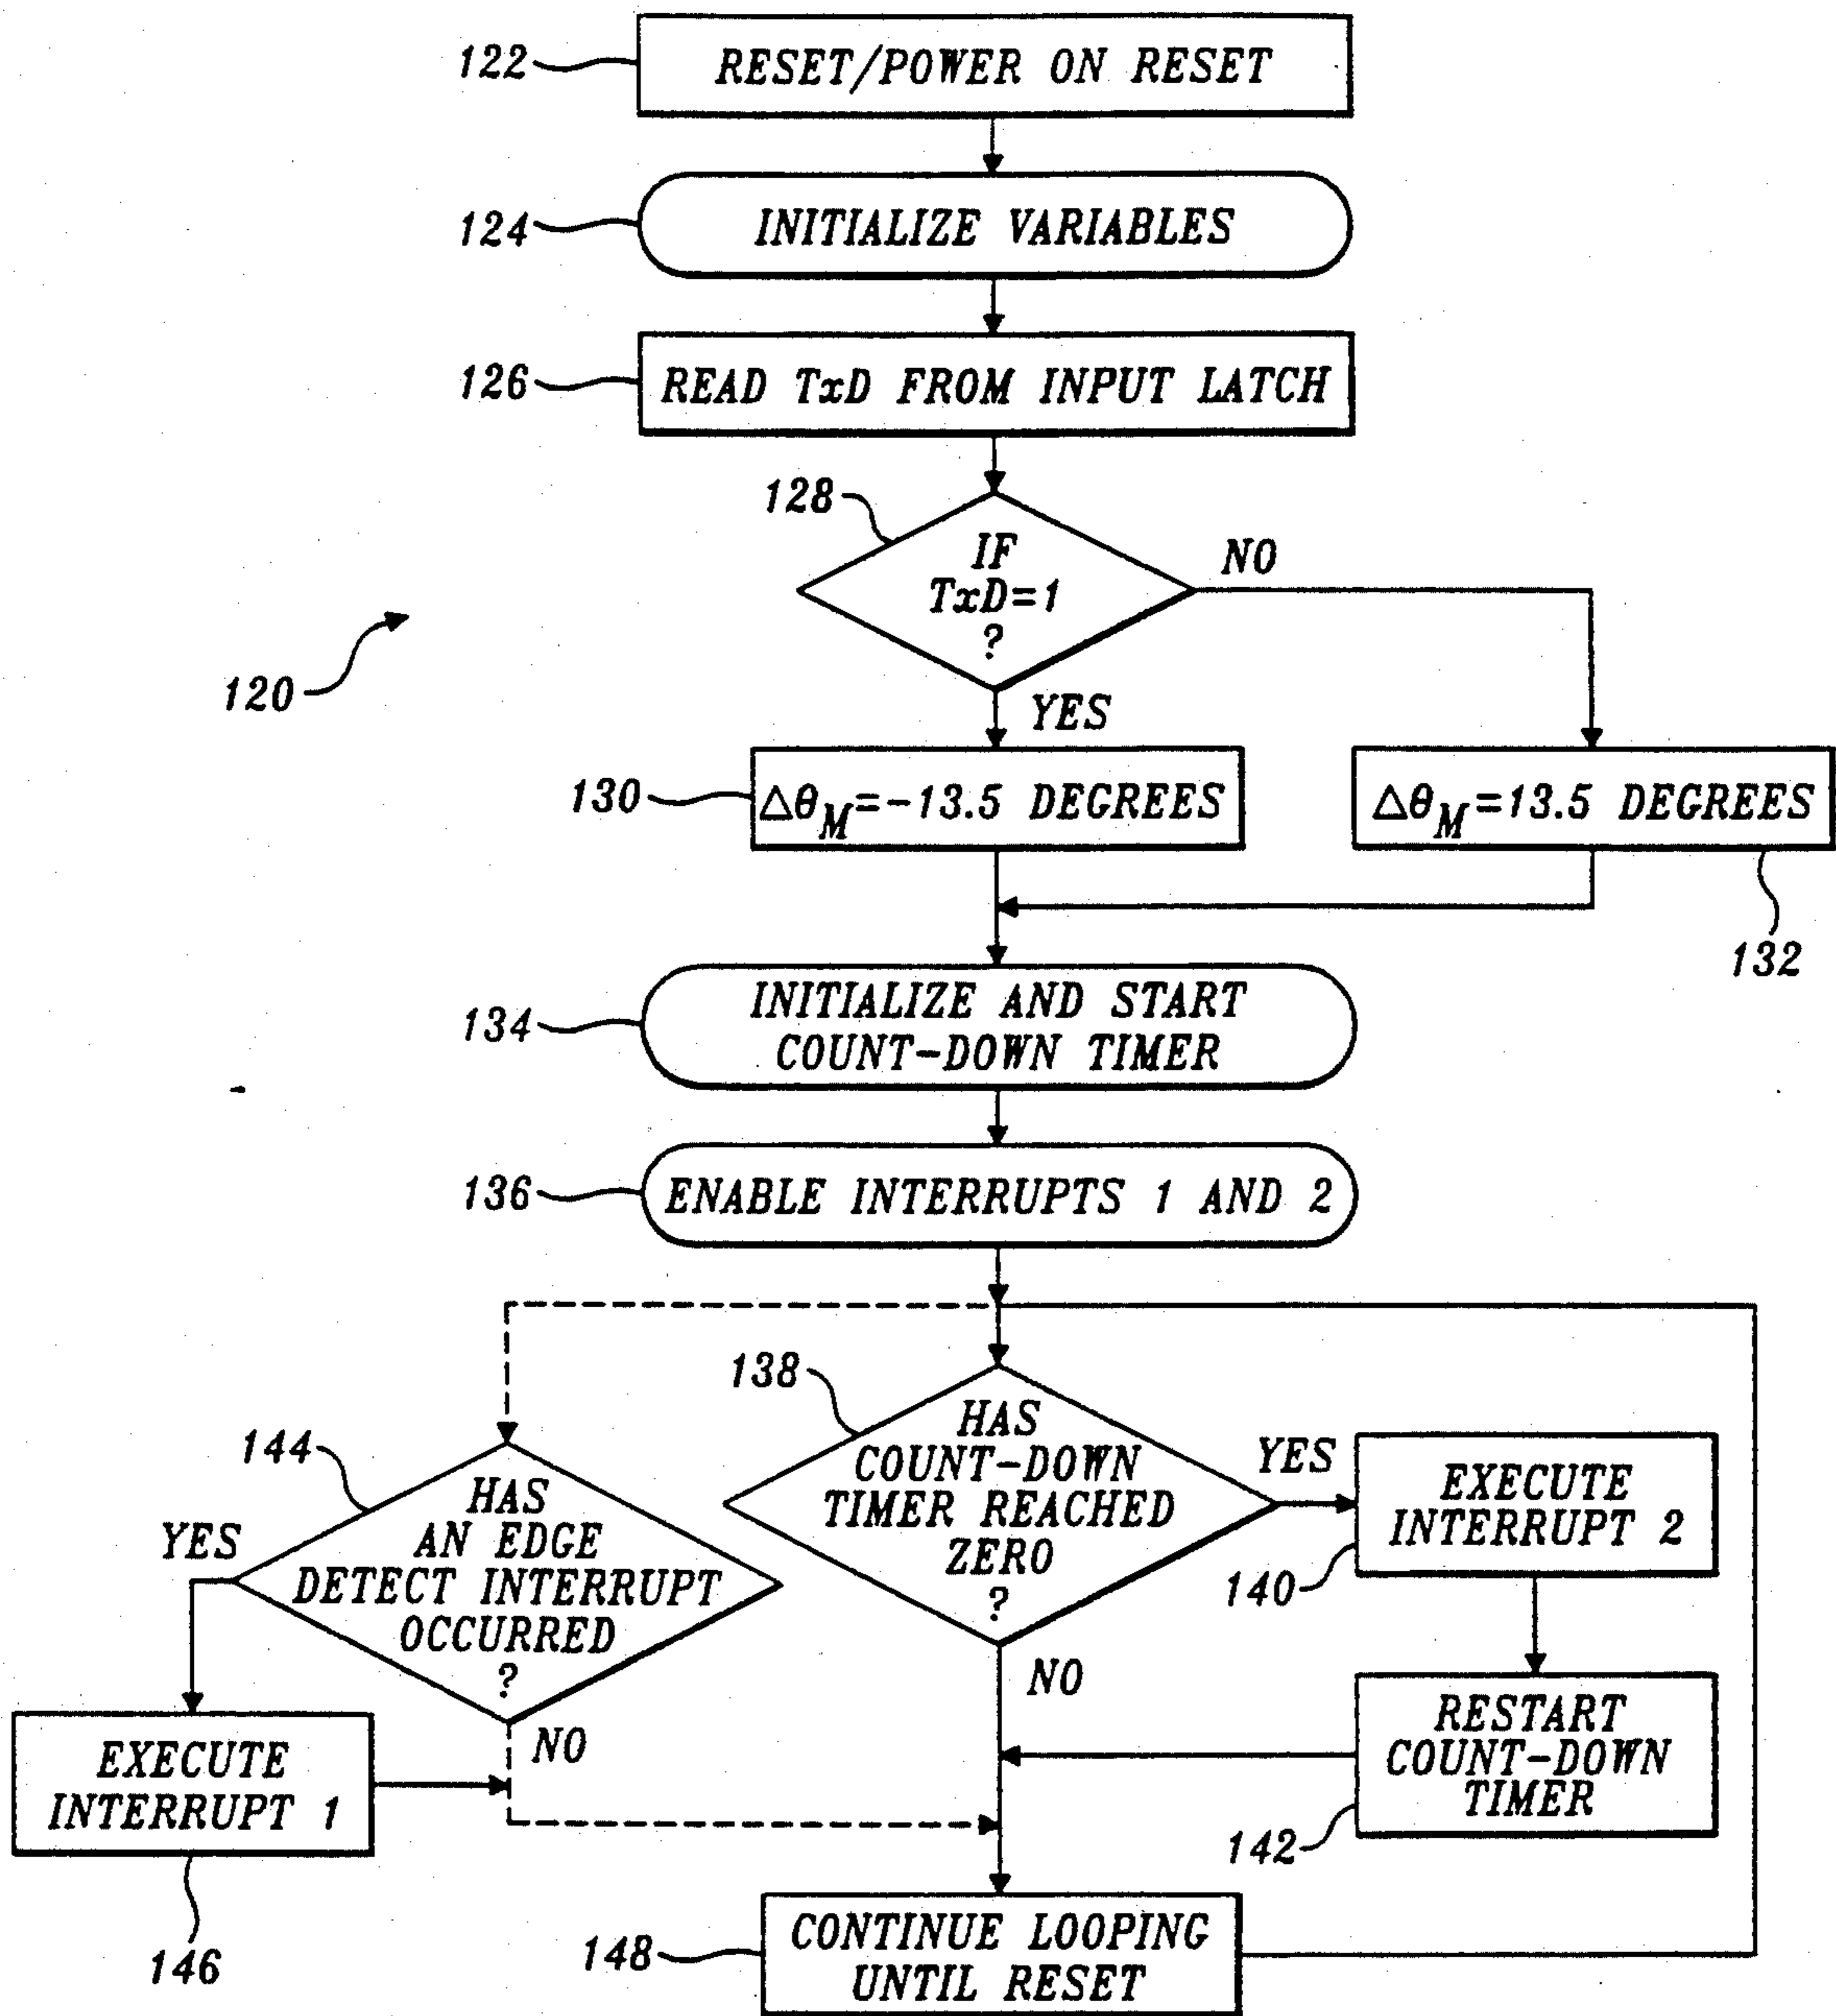 122
RESET/POWER ON RESET
124
INITIALIZE VARIABLES
126
READ TxD FROM INPUT LATCH
128
IF
TxD=1
?
NO
YES
120
130
ΔθM=-13.5 DEGREES
ΔθM=13.5 DEGREES
132
134
INITIALIZE AND START
COUNT-DOWN TIMER
136
ENABLE INTERRUPTS 1 AND 2
138
HAS
COUNT-DOWN
TIMER REACHED
ZERO
?
YES
NO
EXECUTE
INTERRUPT 2
140
RESTART
COUNT-DOWN
TIMER
142
144
HAS
AN EDGE
DETECT INTERRUPT
OCCURRED
?
YES
NO
EXECUTE
INTERRUPT 1
146
148
CONTINUE LOOPING
UNTIL RESET